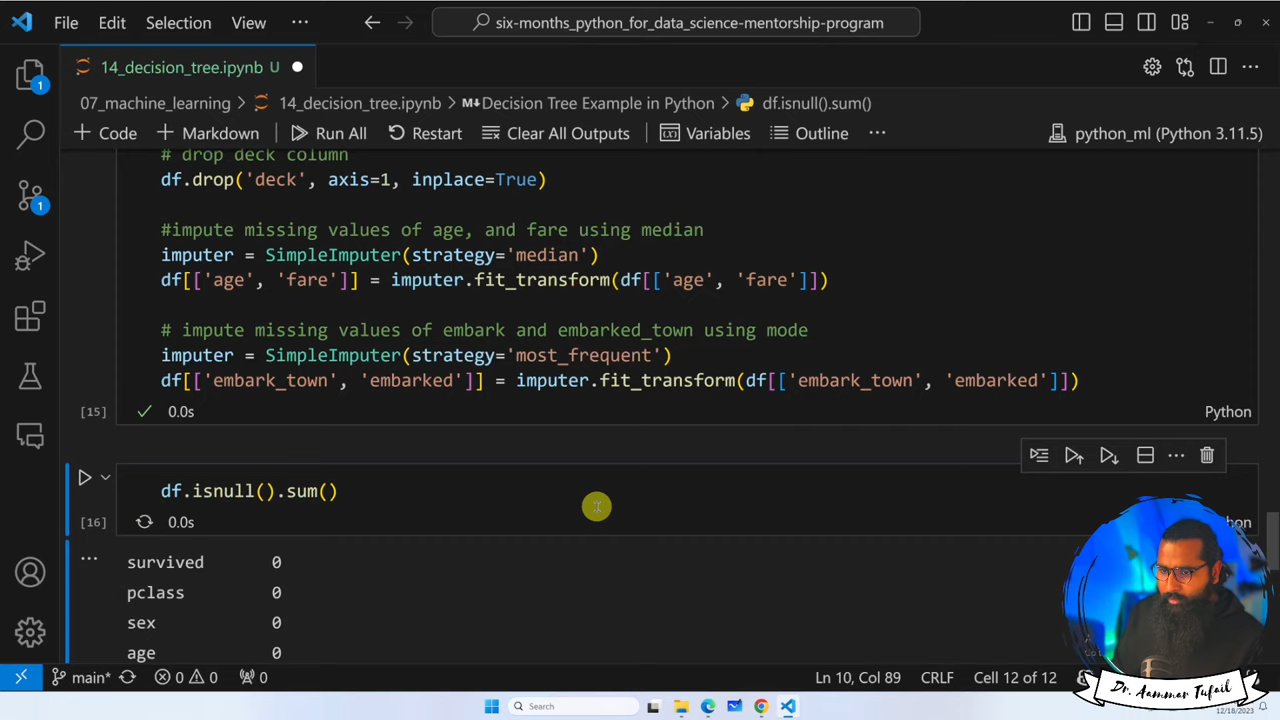 File Edit Selection View ··· six-months_python_for_data_science-mentorship-program
14_decision_tree.ipynb U
07_machine_learning > 14_decision_tree.ipynb > M↓Decision Tree Example in Python > df.isnull().sum()
+ Code + Markdown Run All Restart Clear All Outputs Variables Outline ··· python_ml (Python 3.11.5)
# drop deck column
df.drop('deck', axis=1, inplace=True)
#impute missing values of age, and fare using median
imputer = SimpleImputer(strategy='median')
df[['age', 'fare']] = imputer.fit_transform(df[['age', 'fare']])
# impute missing values of embark and embarked_town using mode
imputer = SimpleImputer(strategy='most_frequent')
df[['embark_town', 'embarked']] = imputer.fit_transform(df[['embark_town', 'embarked']])
[15] 0.0s Python
df.isnull().sum()
[16] 0.0s
survived 0
pclass 0
sex 0
age 0
1
1
main* 0 0 0 Ln 10, Col 89 CRLF Cell 12 of 12
Dr. Aammar Tufail
Search
12/18/2023